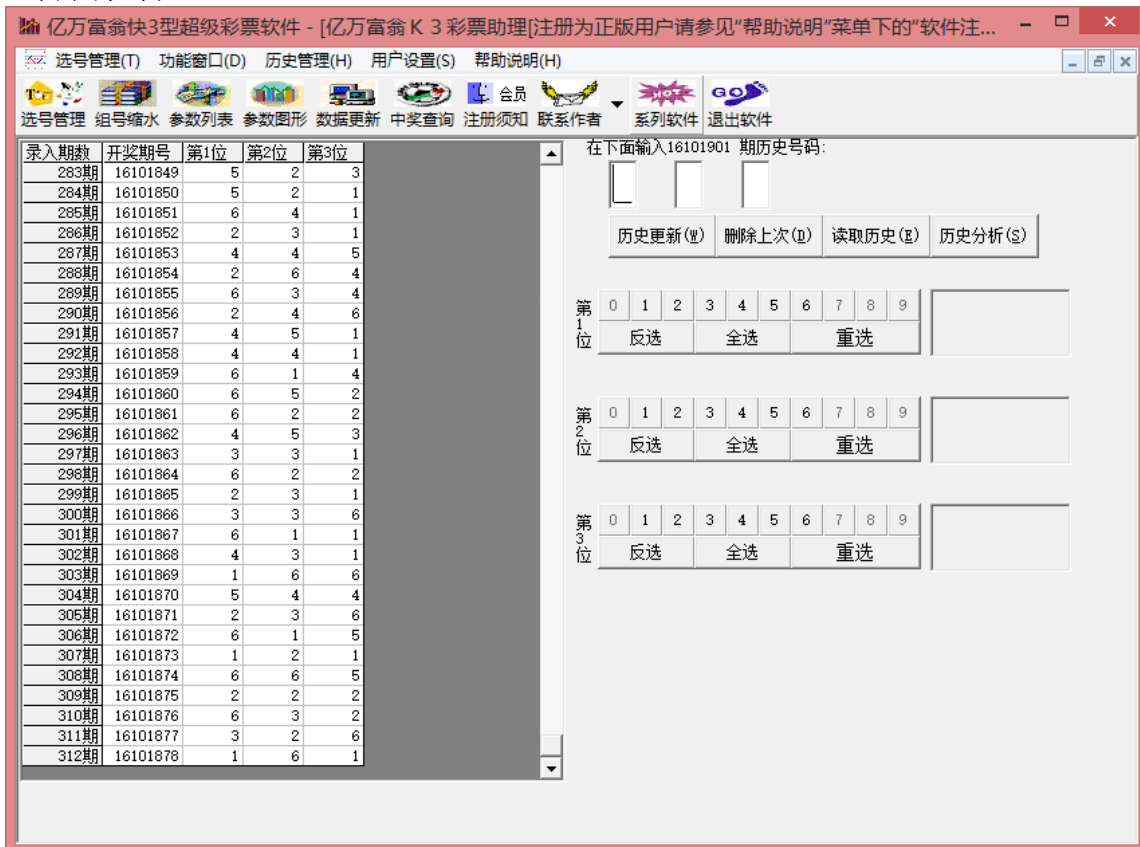 亿万富翁快3型超级彩票软件 - [亿万富翁K 3 彩票助理[注册为正版用户请参见“帮助说明”菜单下的“软件注...
选号管理(T) 功能窗口(D) 历史管理(H) 用户设置(S) 帮助说明(H)
会员
GO
选号管理 组号缩水 参数列表 参数图形 数据更新 中奖查询 注册须知 联系作者 系列软件 退出软件
录入期数 开奖期号 第1位 第2位 第3位
283期 16101849 5 2 3
284期 16101850 5 2 1
285期 16101851 6 4 1
286期 16101852 2 3 1
287期 16101853 4 4 5
288期 16101854 2 6 4
289期 16101855 6 3 4
290期 16101856 2 4 6
291期 16101857 4 5 1
292期 16101858 4 4 1
293期 16101859 6 1 4
294期 16101860 6 5 2
295期 16101861 6 2 2
296期 16101862 4 5 3
297期 16101863 3 3 1
298期 16101864 6 2 2
299期 16101865 2 3 1
300期 16101866 3 3 6
301期 16101867 6 1 1
302期 16101868 4 3 1
303期 16101869 1 6 6
304期 16101870 5 4 4
305期 16101871 2 3 6
306期 16101872 6 1 5
307期 16101873 1 2 1
308期 16101874 6 6 5
309期 16101875 2 2 2
310期 16101876 6 3 2
311期 16101877 3 2 6
312期 16101878 1 6 1
在下面输入16101901 期历史号码:
历史更新(W) 删除上次(D) 读取历史(E) 历史分析(S)
第1位
0 1 2 3 4 5 6 7 8 9
反选 全选 重选
第2位
0 1 2 3 4 5 6 7 8 9
反选 全选 重选
第3位
0 1 2 3 4 5 6 7 8 9
反选 全选 重选